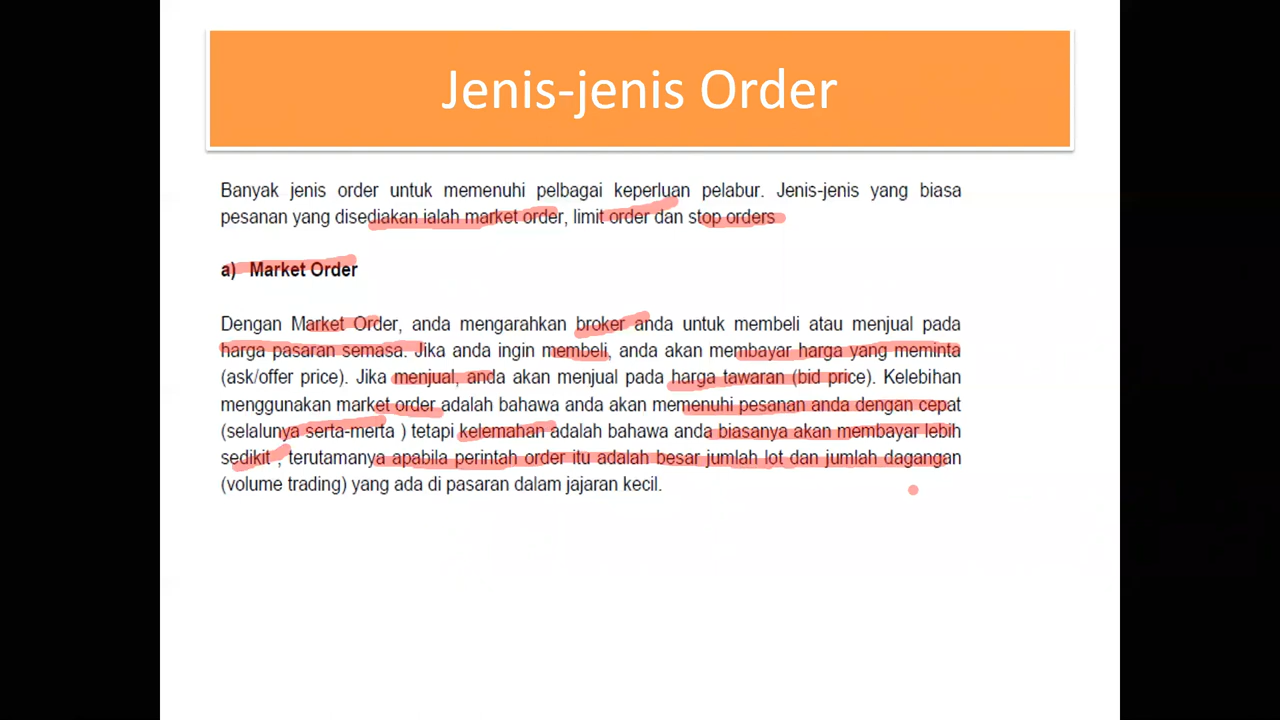 Jenis-jenis Order
Banyak jenis order untuk memenuhi pelbagai keperluan pelabur. Jenis-jenis yang biasa
pesanan yang disediakan ialah market order, limit order dan stop orders
a) Market Order
Dengan Market Order, anda mengarahkan broker anda untuk membeli atau menjual pada
harga pasaran semasa. Jika anda ingin membeli, anda akan membayar harga yang meminta
(ask/offer price). Jika menjual, anda akan menjual pada harga tawaran (bid price). Kelebihan
menggunakan market order adalah bahawa anda akan memenuhi pesanan anda dengan cepat
(selalunya serta-merta ) tetapi kelemahan adalah bahawa anda biasanya akan membayar lebih
sedikit , terutamanya apabila perintah order itu adalah besar jumlah lot dan jumlah dagangan
(volume trading) yang ada di pasaran dalam jajaran kecil.